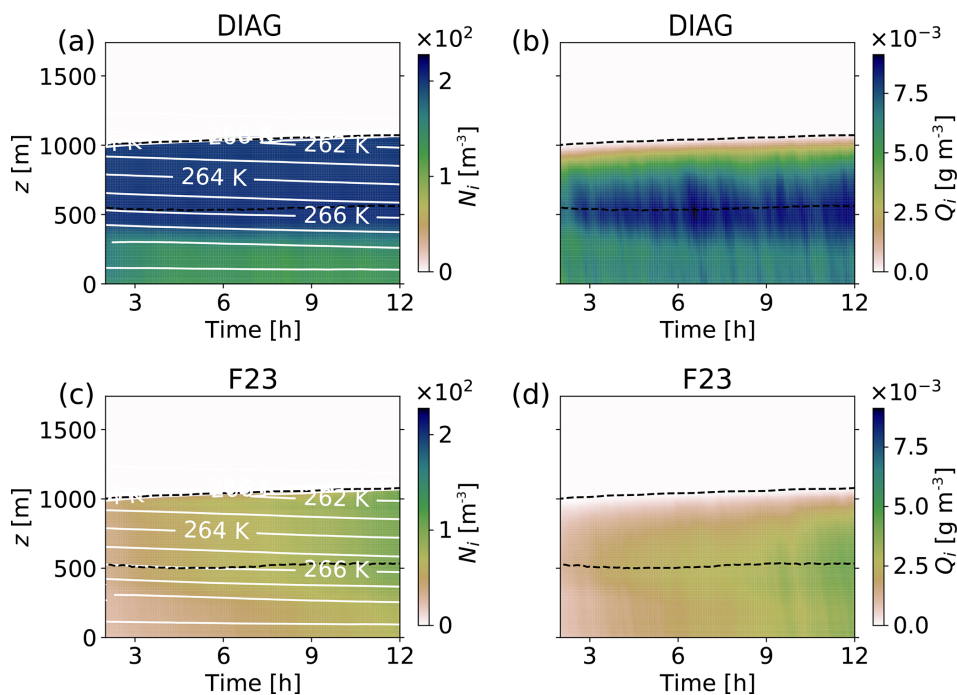 (a)
DIAG
×10²
1500
1000
500
0
z [m]
262 K
264 K
266 K
3
6
9
12
Time [h]
2
1
0
N_i [m⁻³]
(b)
DIAG
×10⁻³
3
6
9
12
Time [h]
7.5
5.0
2.5
0.0
Q_i [g m⁻³]
(c)
F23
×10²
1500
1000
500
0
z [m]
262 K
264 K
266 K
3
6
9
12
Time [h]
2
1
0
N_i [m⁻³]
(d)
F23
×10⁻³
3
6
9
12
Time [h]
7.5
5.0
2.5
0.0
Q_i [g m⁻³]